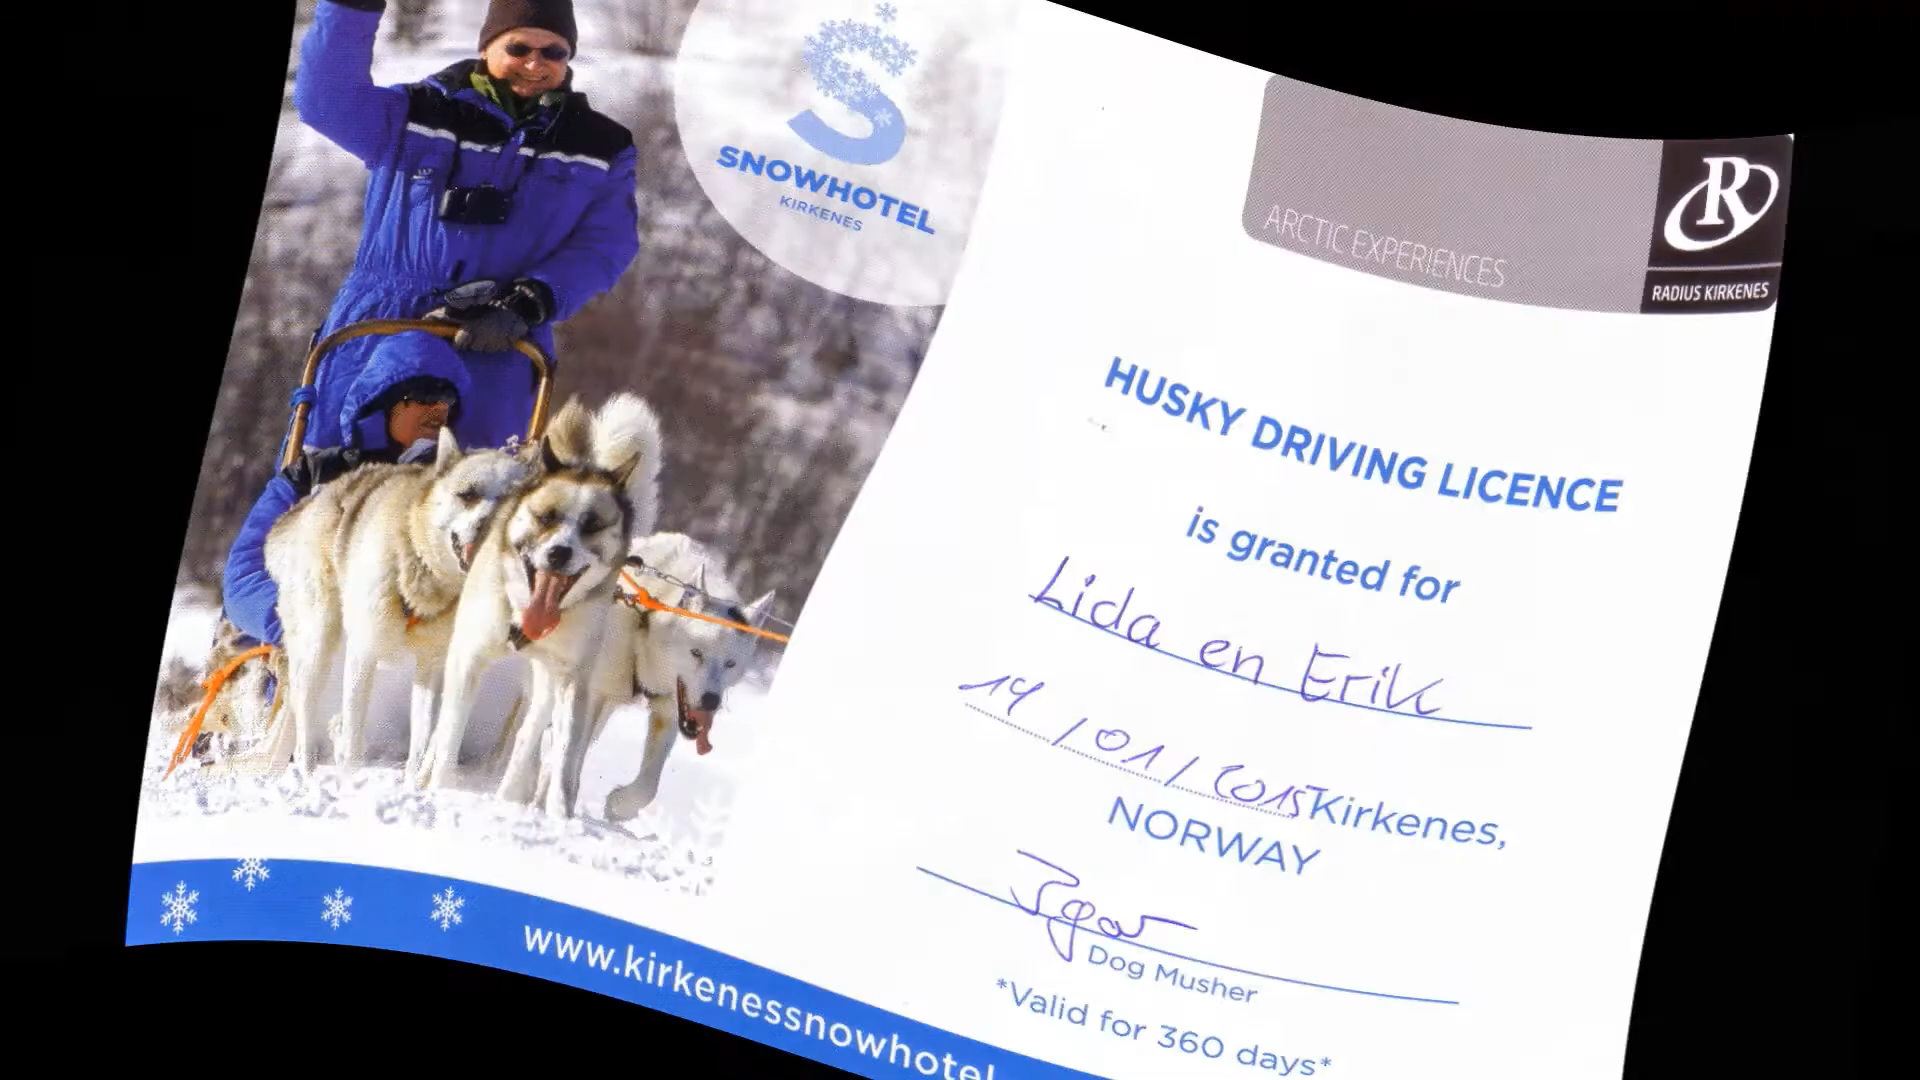 SNOWHOTEL
KIRKENES
ARCTIC EXPERIENCES
R
RADIUS KIRKENES
HUSKY DRIVING LICENCE
is granted for
Lida en Erik
14/01/2015 Kirkenes,
NORWAY
Igor
Dog Musher
*Valid for 360 days*
www.kirkenessnowhotel